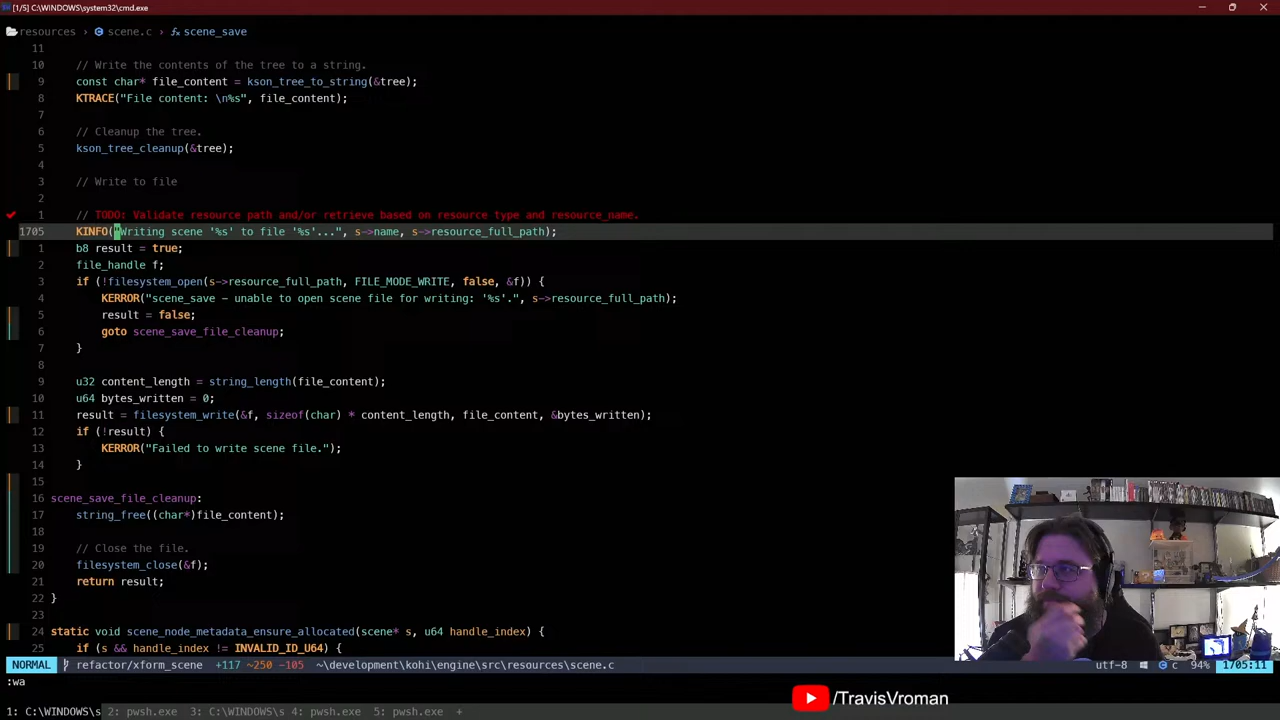 [1/5] C:\WINDOWS\system32\cmd.exe
resources > scene.c > scene_save
11
10 // Write the contents of the tree to a string.
9 const char* file_content = kson_tree_to_string(&tree);
8 KTRACE("File content: \n%s", file_content);
7
6 // Cleanup the tree.
5 kson_tree_cleanup(&tree);
4
3 // Write to file
2
1 // TODO: Validate resource path and/or retrieve based on resource type and resource_name.
1705 KINFO("Writing scene '%s' to file '%s'...", s->name, s->resource_full_path);
1 b8 result = true;
2 file_handle f;
3 if (!filesystem_open(s->resource_full_path, FILE_MODE_WRITE, false, &f)) {
4 KERROR("scene_save - unable to open scene file for writing: '%s'.", s->resource_full_path);
5 result = false;
6 goto scene_save_file_cleanup;
7 }
8
9 u32 content_length = string_length(file_content);
10 u64 bytes_written = 0;
11 result = filesystem_write(&f, sizeof(char) * content_length, file_content, &bytes_written);
12 if (!result) {
13 KERROR("Failed to write scene file.");
14 }
15
16 scene_save_file_cleanup:
17 string_free((char*)file_content);
18
19 // Close the file.
20 filesystem_close(&f);
21 return result;
22 }
23
24 static void scene_node_metadata_ensure_allocated(scene* s, u64 handle_index) {
25 if (s && handle_index != INVALID_ID_U64) {
NORMAL refactor/xform_scene +117 ~250 -105 ~\development\kohi\engine\src\resources\scene.c utf-8 c 94% 1705:11
:wa
/TravisVroman
1: C:\WINDOWS\s 2: pwsh.exe 3: C:\WINDOWS\s 4: pwsh.exe 5: pwsh.exe +